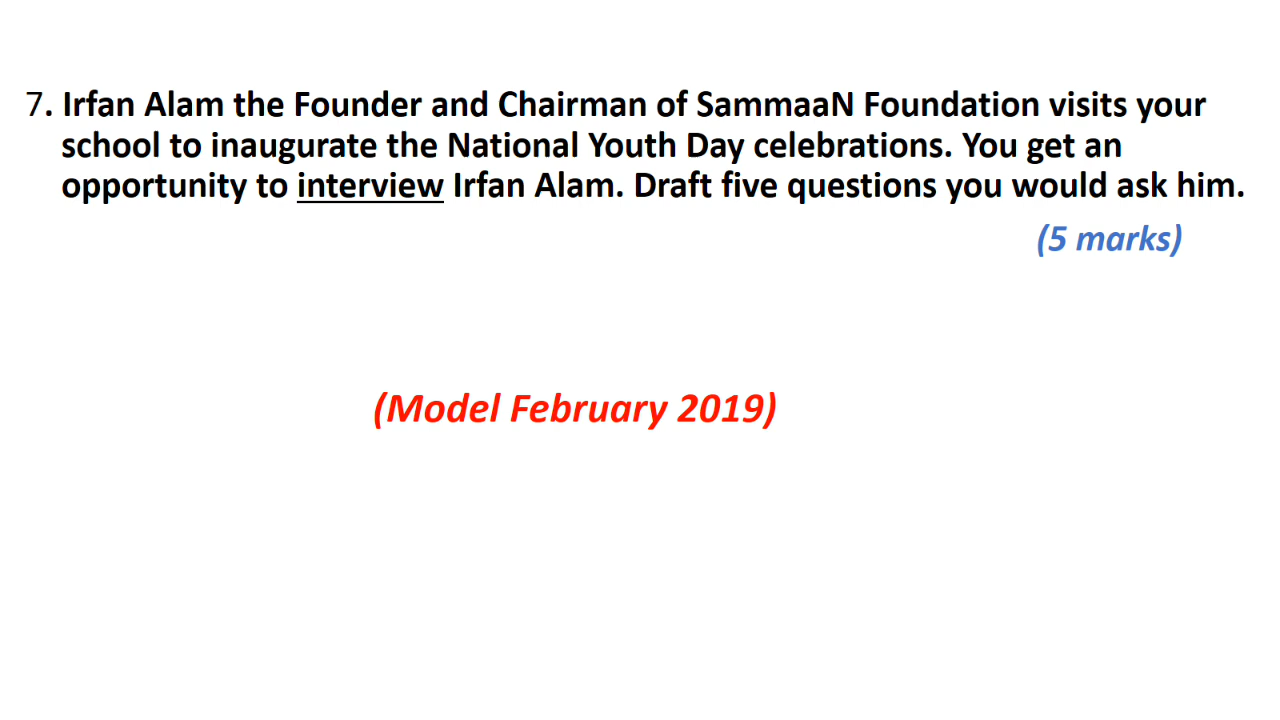 7. Irfan Alam the Founder and Chairman of SammaaN Foundation visits your
school to inaugurate the National Youth Day celebrations. You get an
opportunity to interview Irfan Alam. Draft five questions you would ask him.
(5 marks)
(Model February 2019)